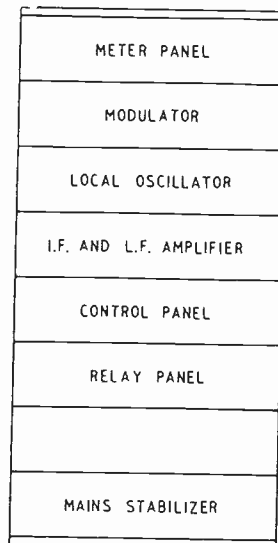 METER PANEL
MODULATOR
LOCAL OSCILLATOR
I.F. AND L.F. AMPLIFIER
CONTROL PANEL
RELAY PANEL
MAINS STABILIZER